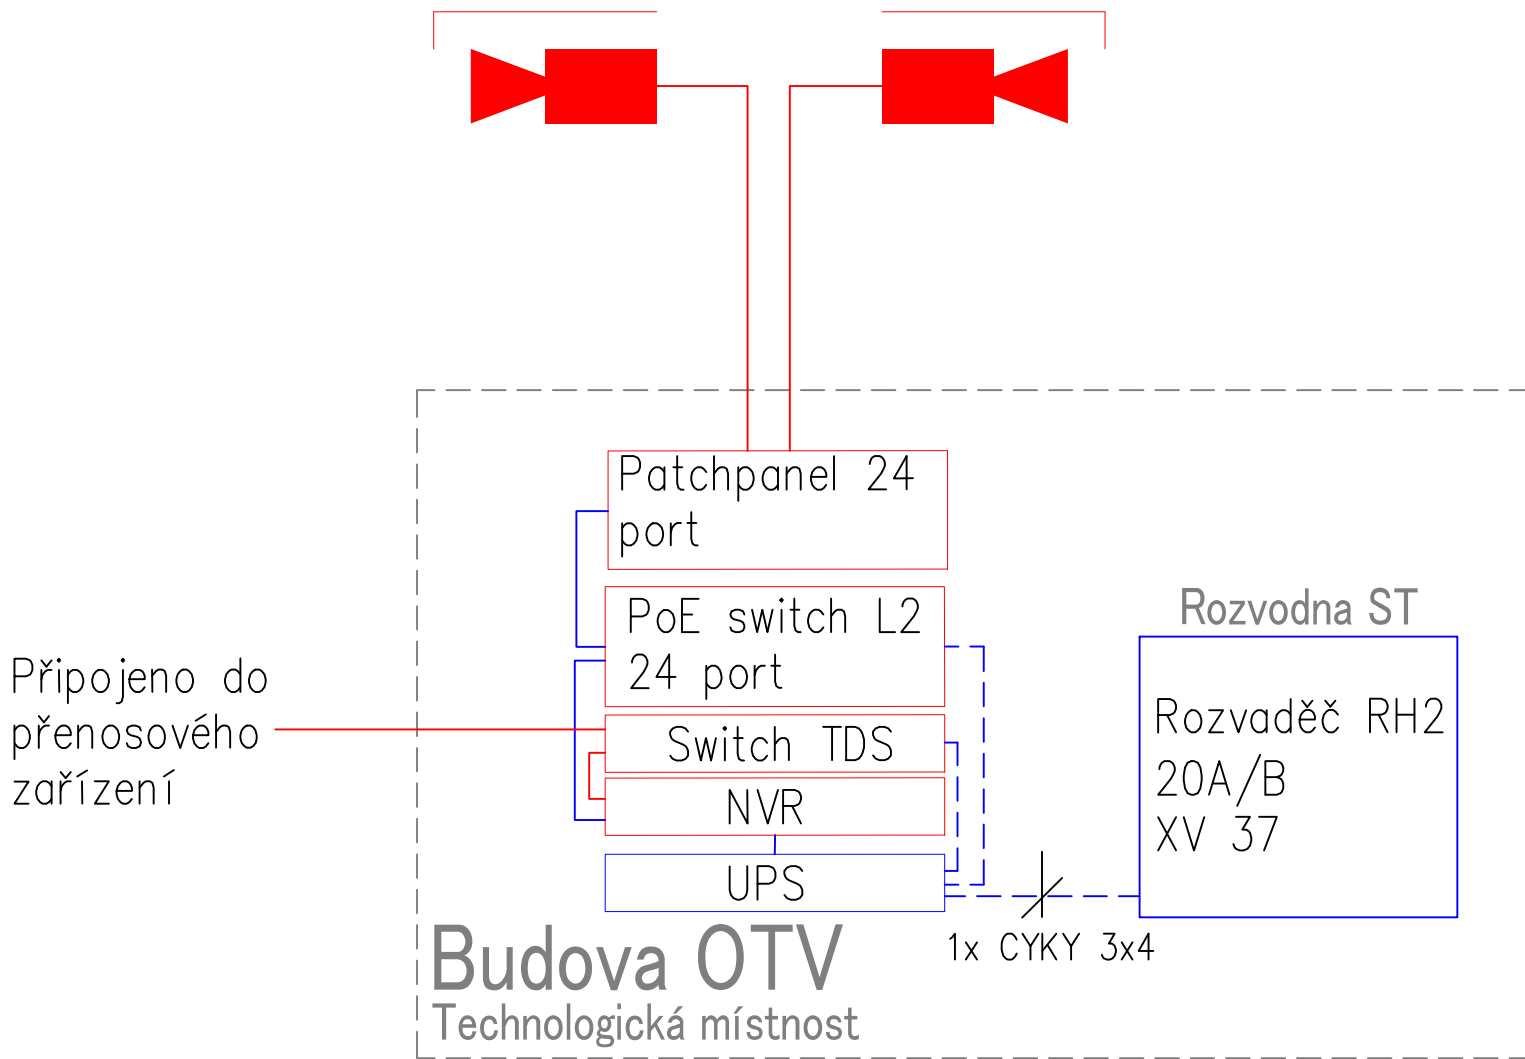 Patchpanel 24
port
PoE switch L2
24 port
Switch TDS
NVR
UPS
Připojeno do
přenosového
zařízení
Rozvodna ST
Rozvaděč RH2
20A/B
XV 37
1x CYKY 3x4
Budova OTV
Technologická místnost